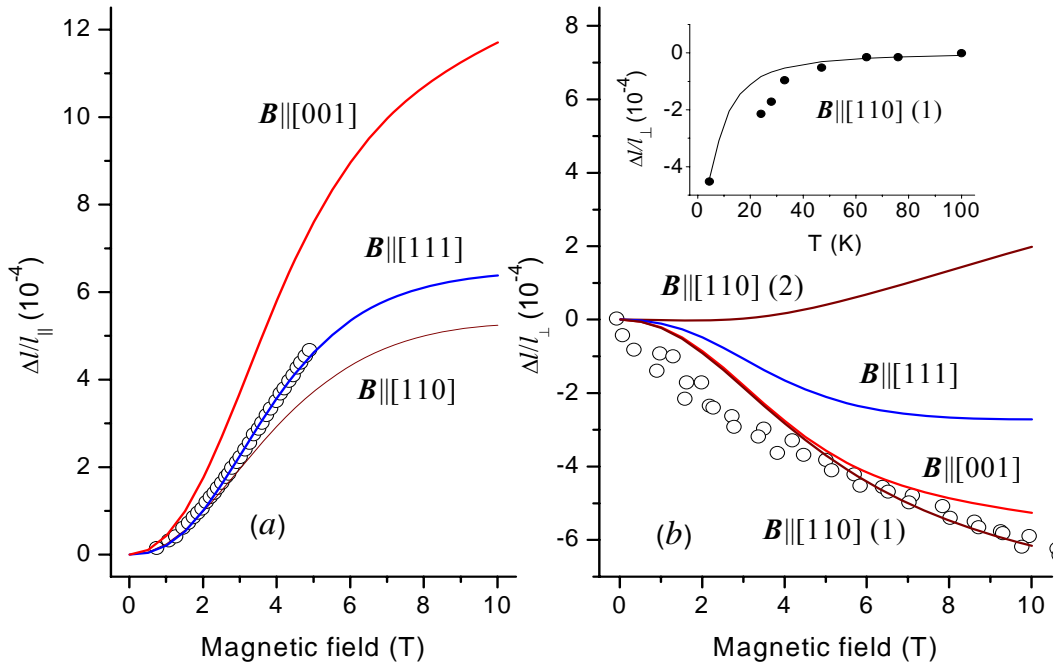 12
10
8
6
4
2
0
Δl/l∥ (10⁻⁴)
B||[001]
B||[111]
B||[110]
(a)
0 2 4 6 8 10
Magnetic field (T)
8
6
4
2
0
-2
-4
-6
Δl/l⊥ (10⁻⁴)
0
-2
-4
Δl/l⊥ (10⁻⁴)
B||[110] (1)
0 20 40 60 80 100
T (K)
B||[110] (2)
B||[111]
B||[001]
B||[110] (1)
(b)
0 2 4 6 8 10
Magnetic field (T)